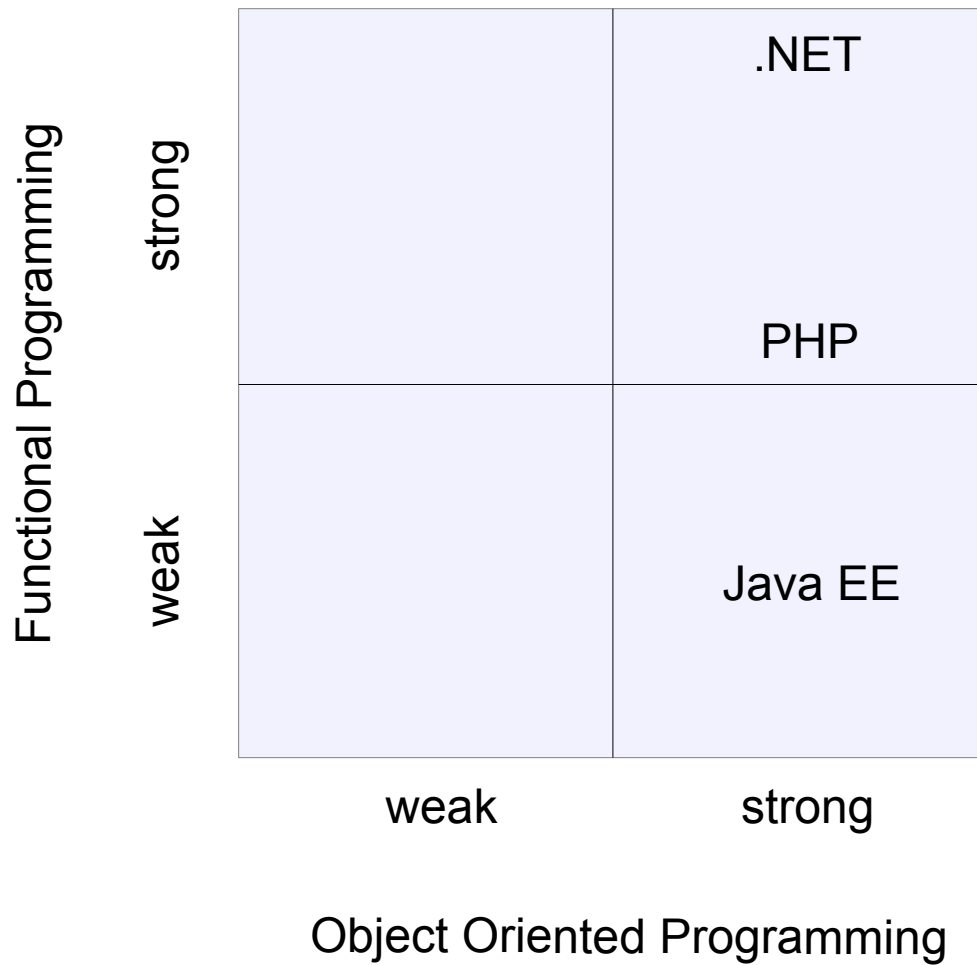 Functional Programming
strong
weak
.NET
PHP
Java EE
weak
strong
Object Oriented Programming